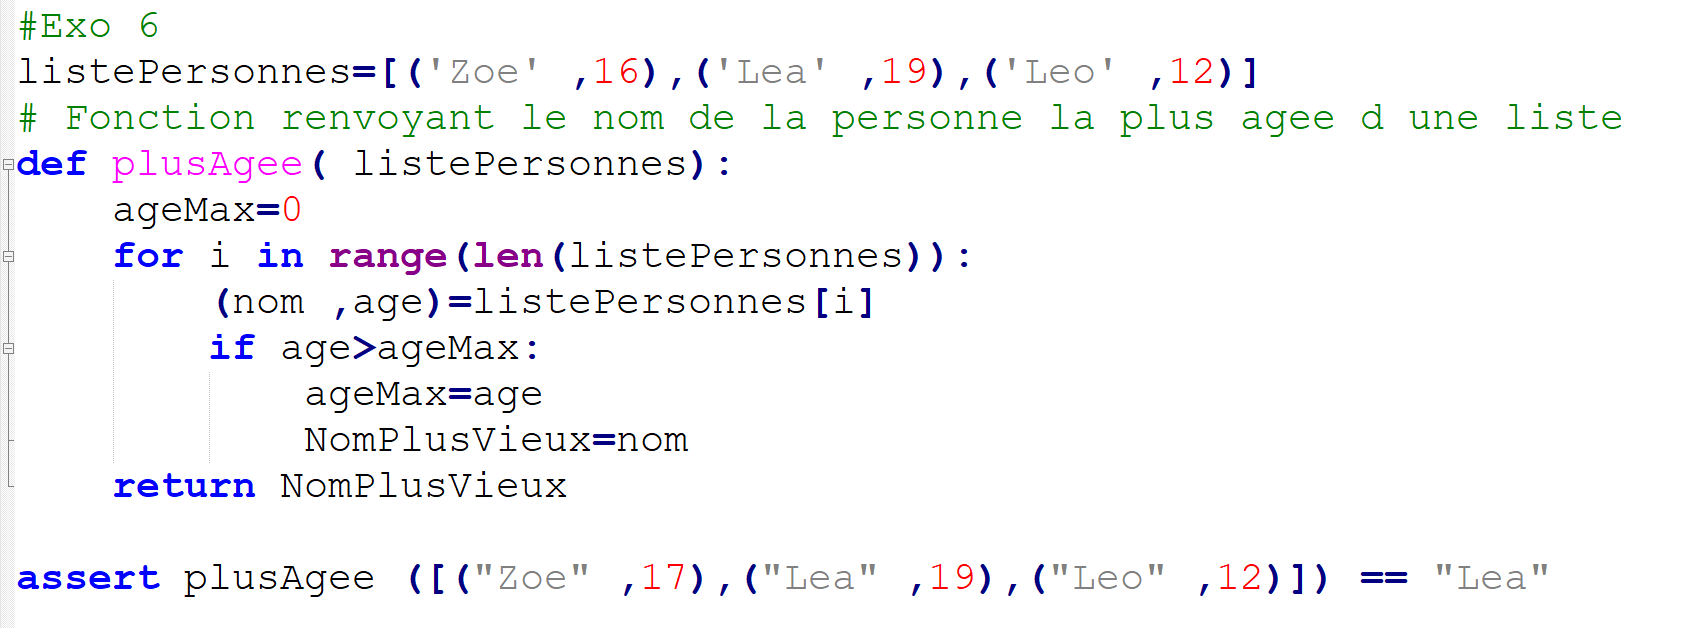 #Exo 6
listePersonnes=[('Zoe' ,16),('Lea' ,19),('Leo' ,12)]
# Fonction renvoyant le nom de la personne la plus agee d une liste
def plusAgee( listePersonnes):
    ageMax=0
    for i in range(len(listePersonnes)):
        (nom ,age)=listePersonnes[i]
        if age>ageMax:
            ageMax=age
            NomPlusVieux=nom
    return NomPlusVieux
assert plusAgee ([("Zoe" ,17),("Lea" ,19),("Leo" ,12)]) == "Lea"